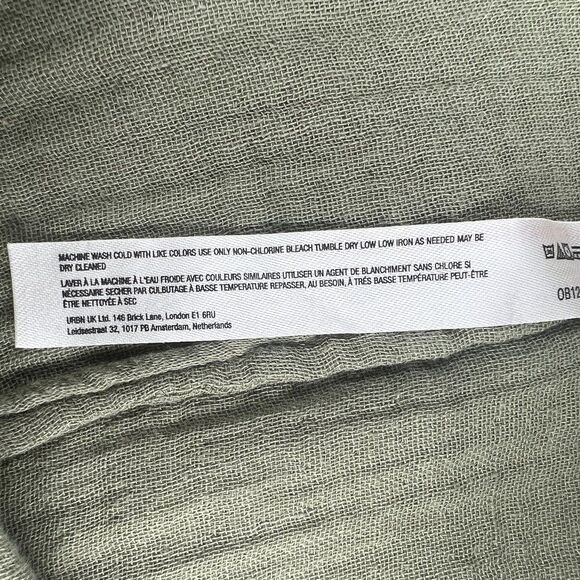 MACHINE WASH COLD WITH LIKE COLORS USE ONLY NON-CHLORINE BLEACH TUMBLE DRY LOW LOW IRON AS NEEDED MAY BE
DRY CLEANED
LAVER À LA MACHINE À L'EAU FROIDE AVEC COULEURS SIMILAIRES UTILISER UN AGENT DE BLANCHIMENT SANS CHLORE SI
NÉCESSAIRE SECHER PAR CULBUTAGE À BASSE TEMPERATURE REPASSER, AU BESOIN, À TRÈS BASSE TEMPÉRATURE PEUT-ÊTRE
ÊTRE NETTOYÉE À SEC
URBN UK Ltd. 146 Brick Lane, London E1 6RU
Leidsestraat 32, 1017 PB Amsterdam, Netherlands
OB12